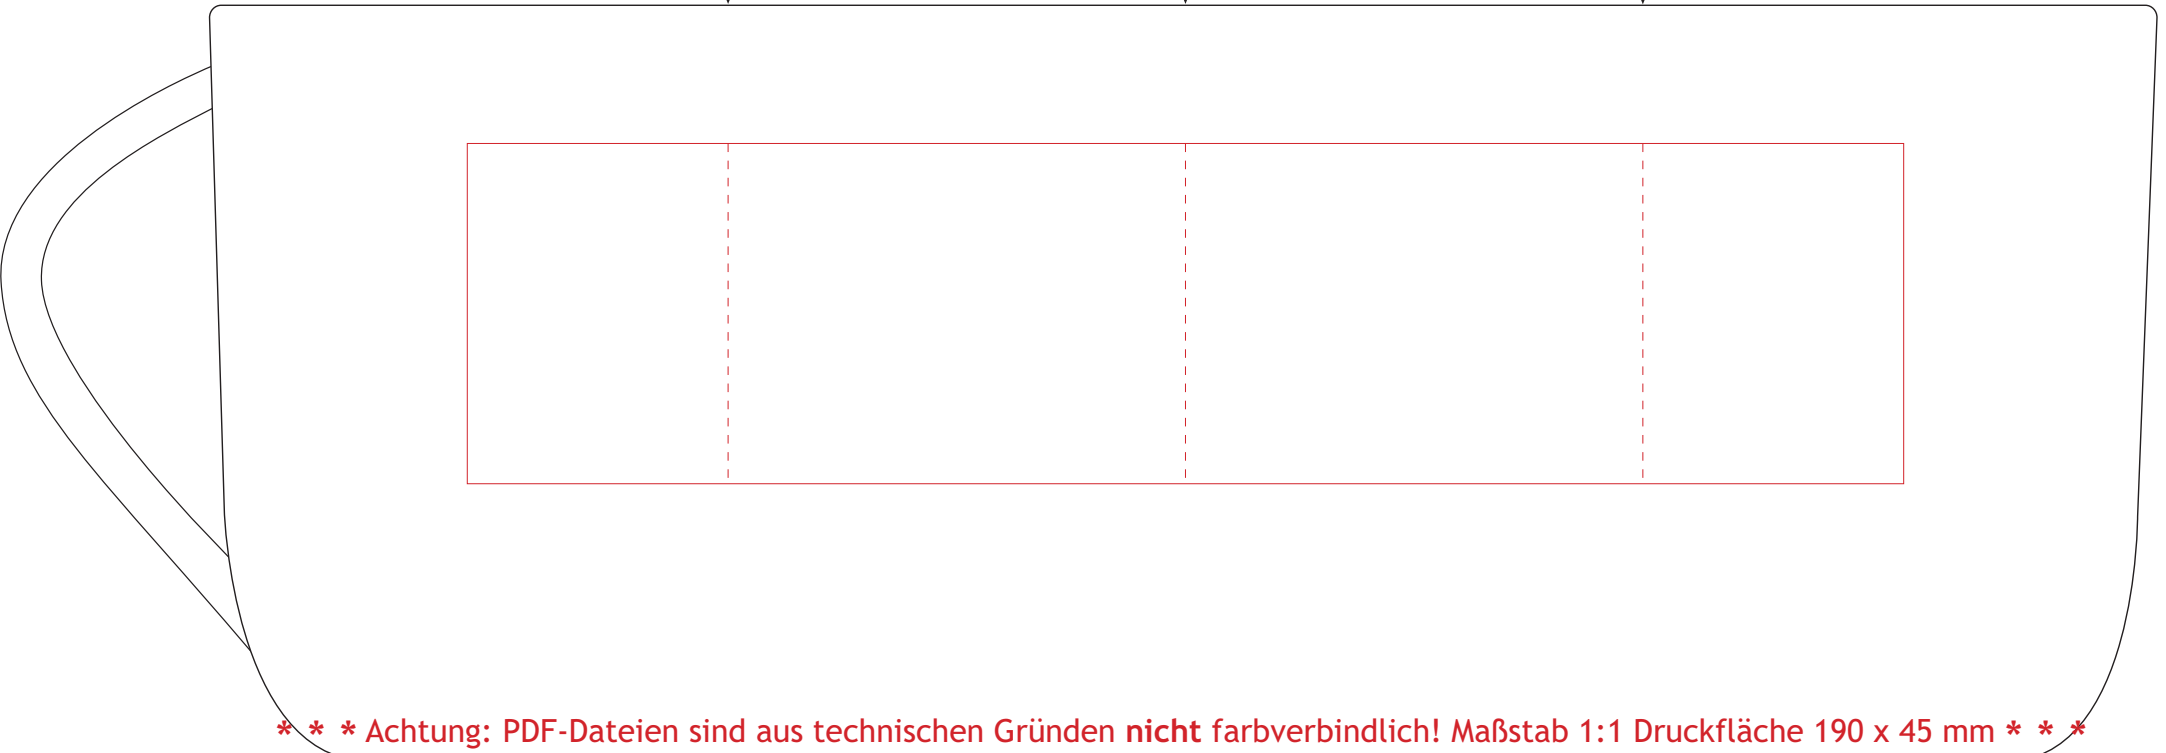 * * * Achtung: PDF-Dateien sind aus technischen Gründen nicht farbverbindlich! Maßstab 1:1 Druckfläche 190 x 45 mm * * *